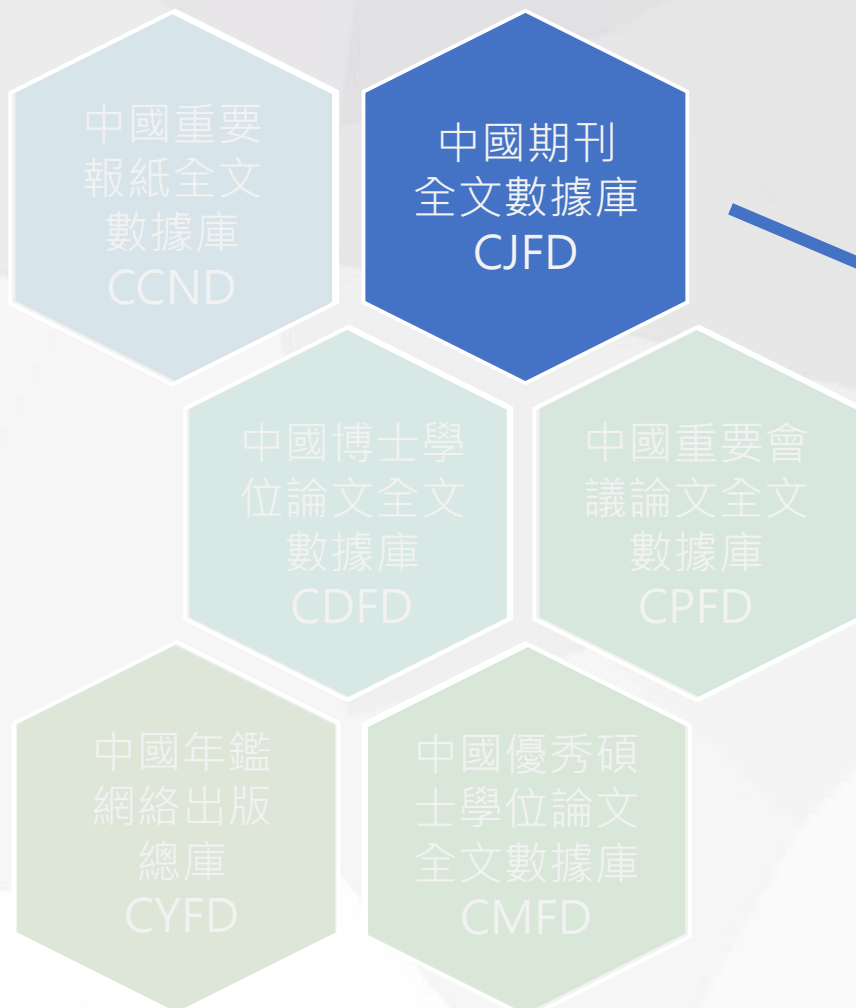 中國重要
報紙全文
數據庫
CCND
中國期刊
全文數據庫
CJFD
中國博士學
位論文全文
數據庫
CDFD
中國重要會
議論文全文
數據庫
CPFD
中國年鑑
網絡出版
總庫
CYFD
中國優秀碩
士學位論文
全文數據庫
CMFD